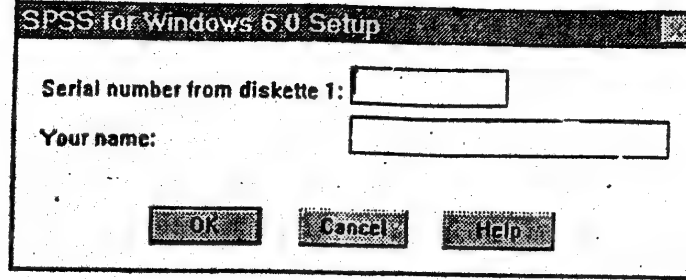 SPSS for Windows 6.0 Setup
Serial number from diskette 1:
Your name:
OK Cancel Help